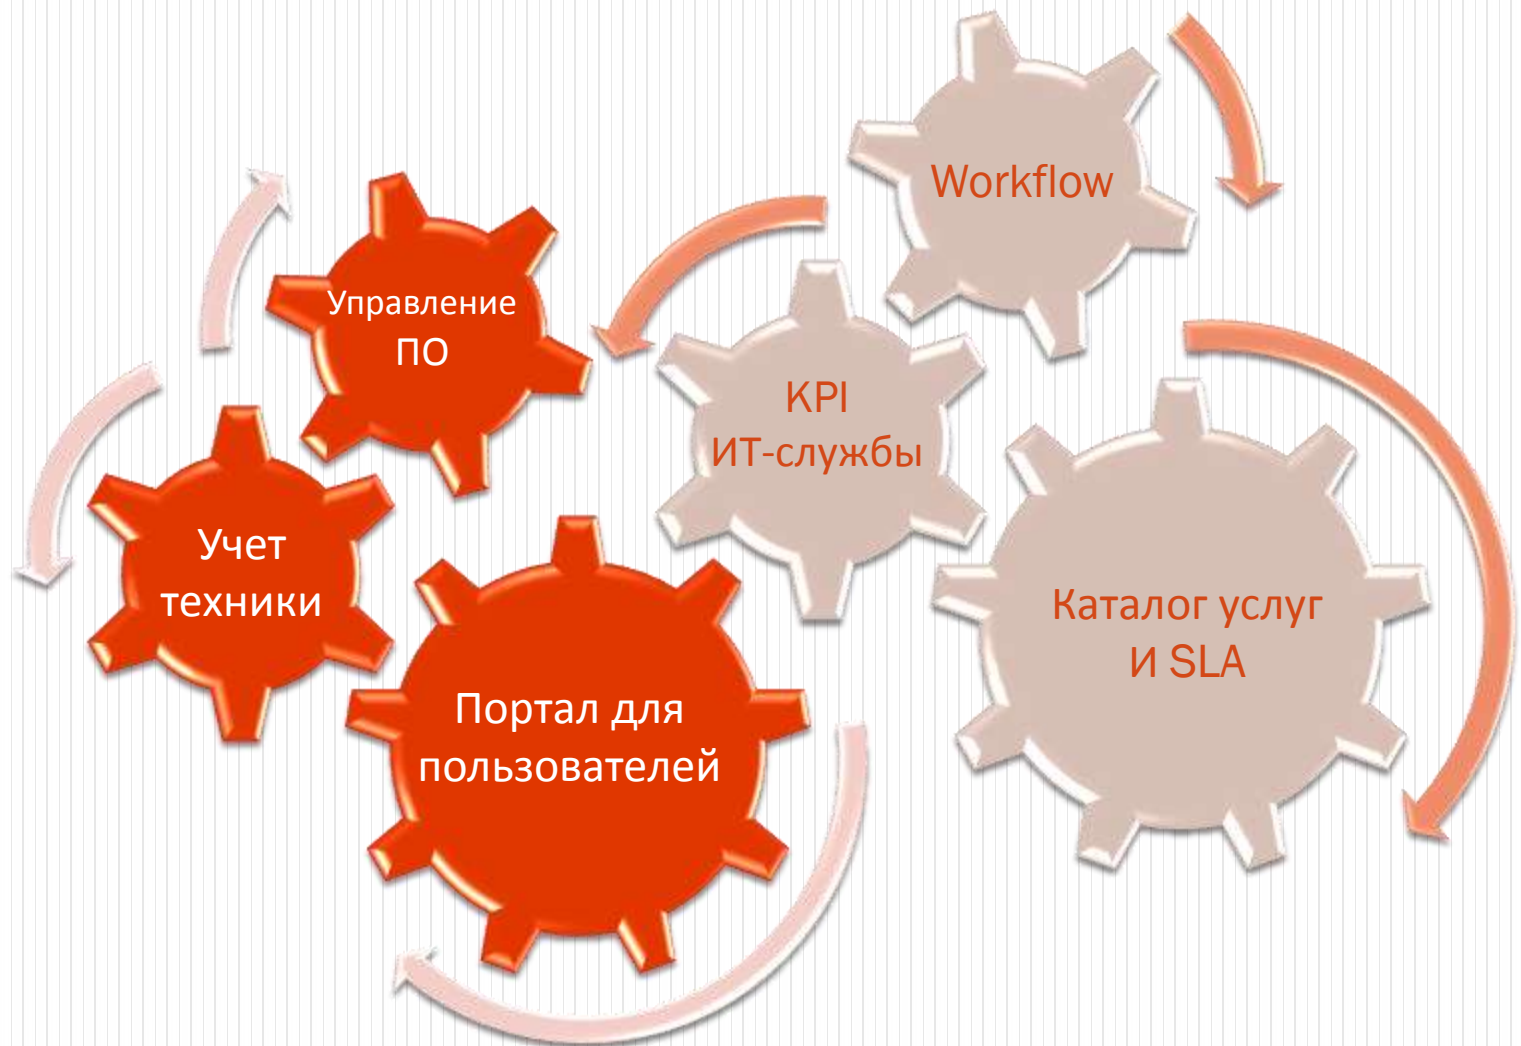 Workflow
Управление
ПО
KPI
ИТ-службы
Учет
техники
Каталог услуг
И SLA
Портал для
пользователей